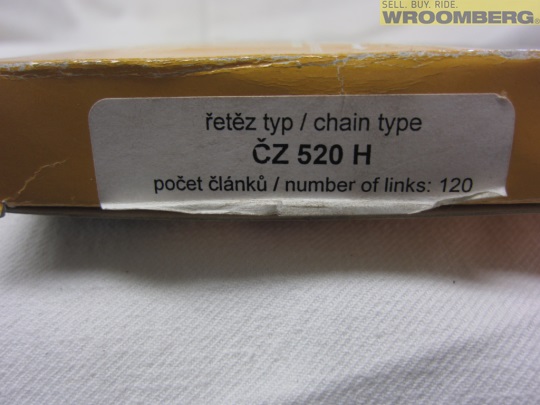 SELL. BUY. RIDE.
WROOMBERG
řetěz typ / chain type
ČZ 520 H
počet článků / number of links: 120